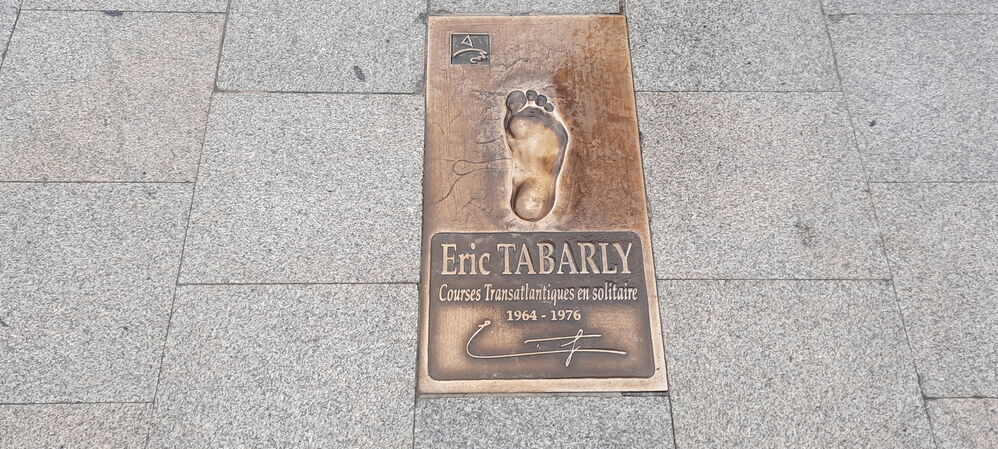 Eric TABARLY
Courses Transatlantiques en solitaire
1964 - 1976